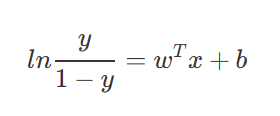 ln y/(1 − y) = w^T x + b